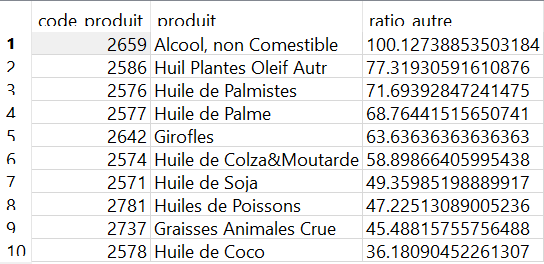 code_produit produit ratio_autre
1 2659 Alcool, non Comestible 100.12738853503184
2 2586 Huil Plantes Oleif Autr 77.31930591610876
3 2576 Huile de Palmistes 71.69392847241475
4 2577 Huile de Palme 68.76441515650741
5 2642 Girofles 63.63636363636363
6 2574 Huile de Colza&Moutarde 58.89866405995438
7 2571 Huile de Soja 49.35985198889917
8 2781 Huiles de Poissons 47.22513089005236
9 2737 Graisses Animales Crue 45.48815755756488
10 2578 Huile de Coco 36.18090452261307